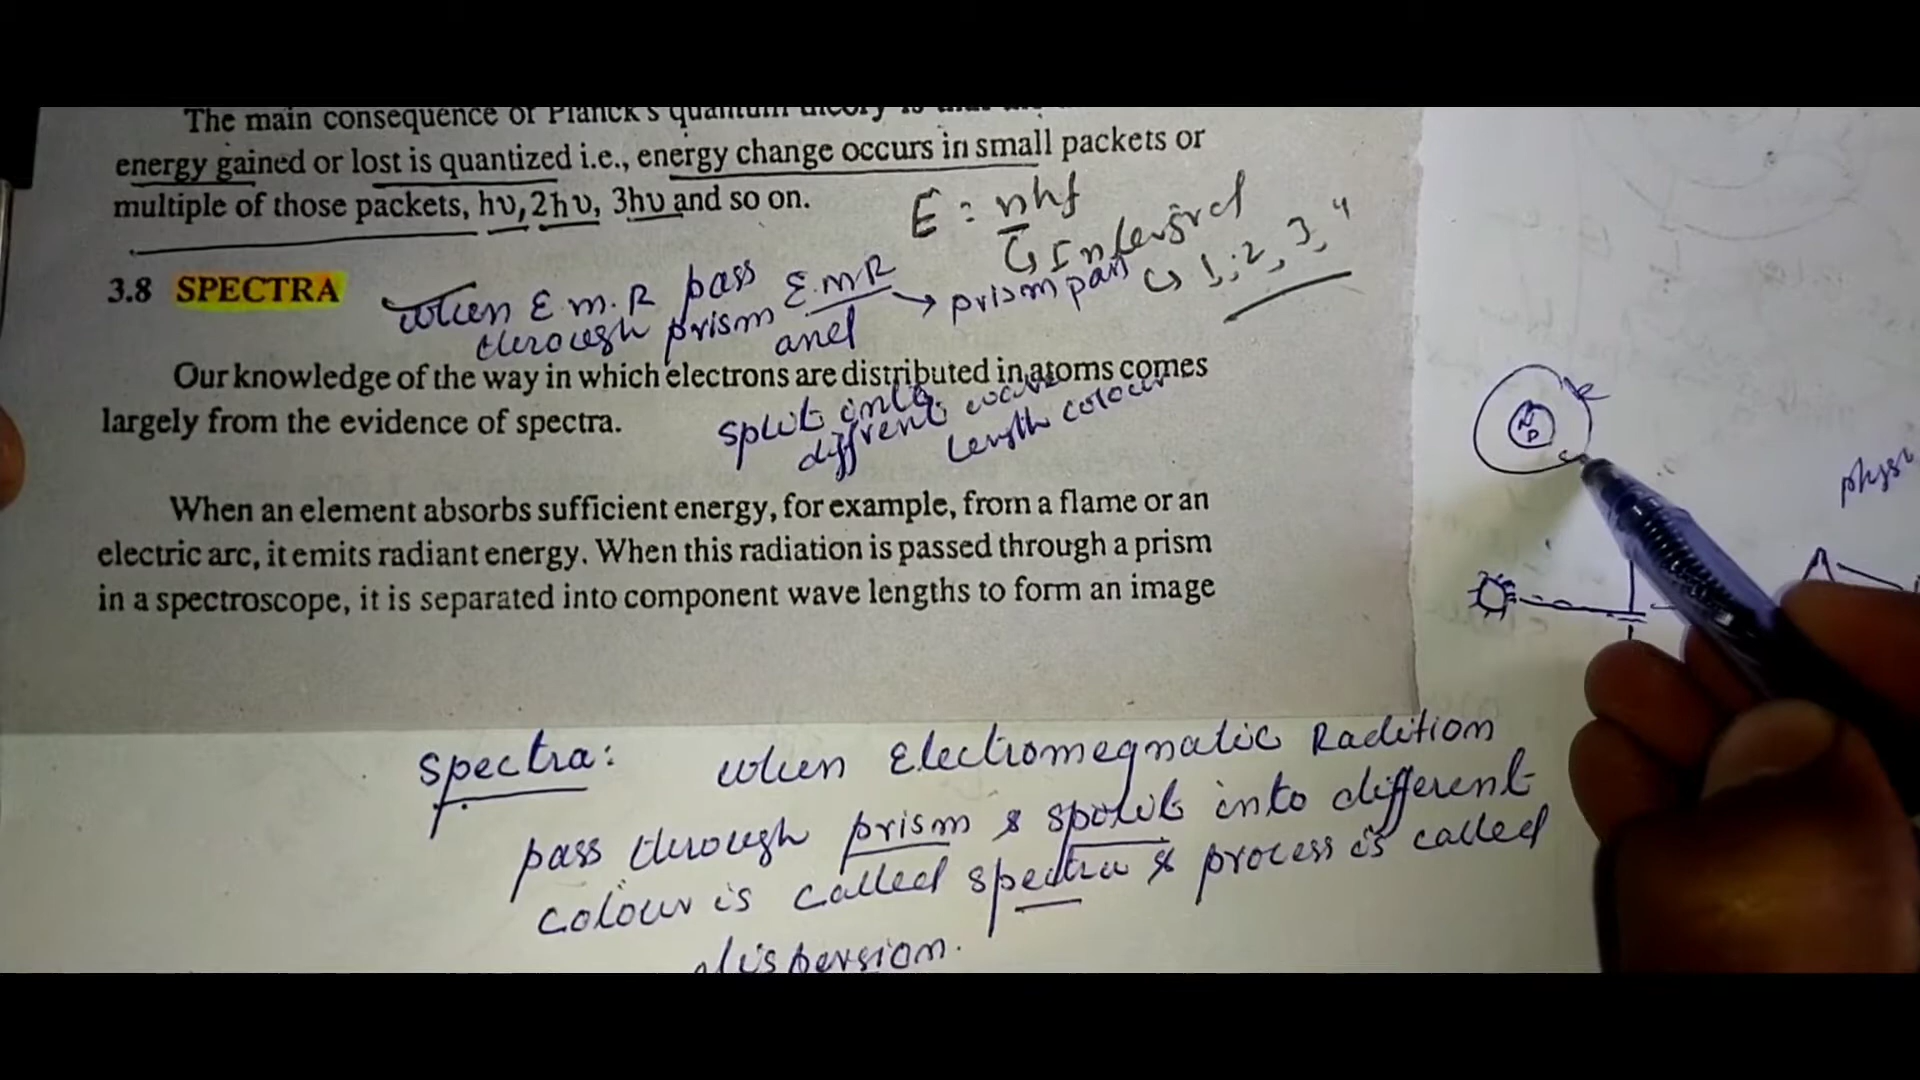 The main consequence of Planck's quantum theory is that the
energy gained or lost is quantized i.e., energy change occurs in small packets or
multiple of those packets, hυ, 2hυ, 3hυ and so on.
E = nhf
↳ Intergral
↳ 1, 2, 3, 4
3.8 SPECTRA
when E.m.R pass
through prism E.mR → prism pass
and
Our knowledge of the way in which electrons are distributed in atoms comes
largely from the evidence of spectra.
split into
diffrent wave
length colour
When an element absorbs sufficient energy, for example, from a flame or an
electric arc, it emits radiant energy. When this radiation is passed through a prism
in a spectroscope, it is separated into component wave lengths to form an image
spectra: when Electromegnatic Radition
pass through prism & split into different
colour is called spectra & process is called
dispersion.
N
P
physi